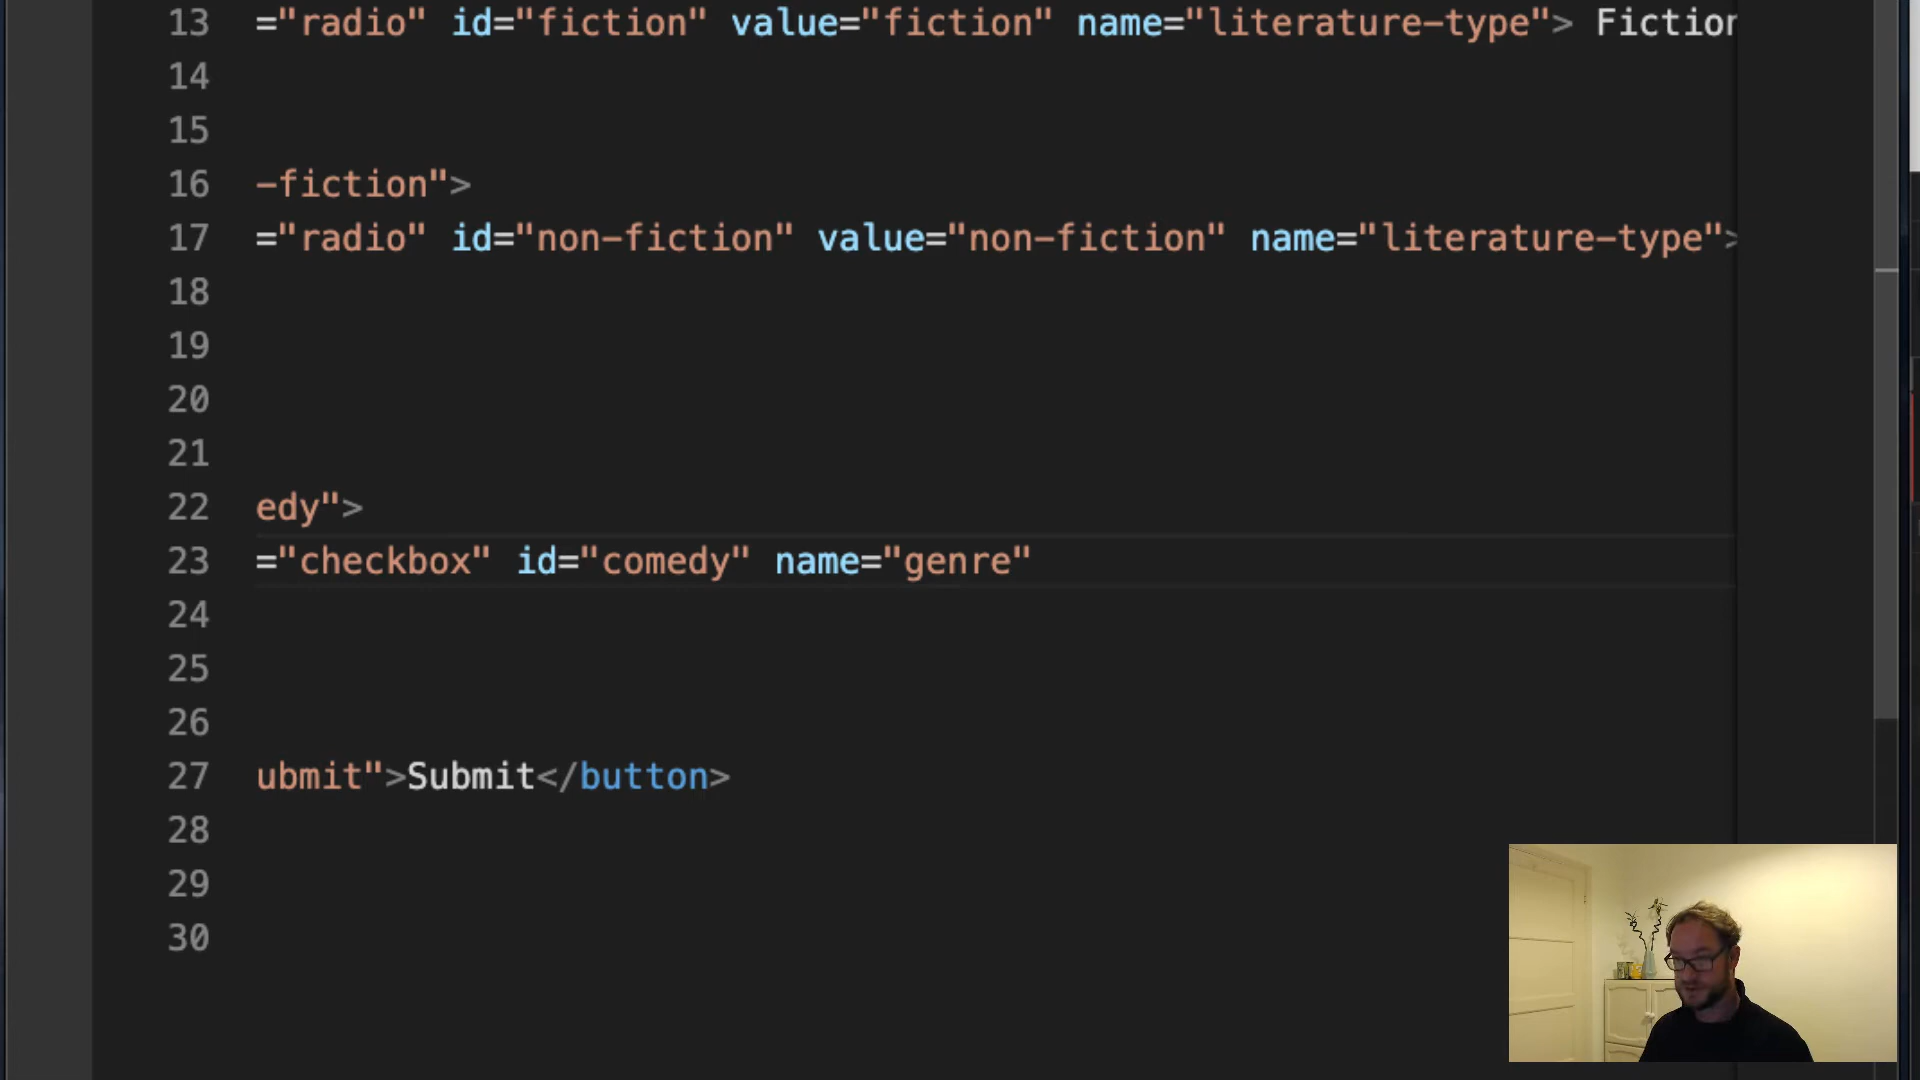 13 ="radio" id="fiction" value="fiction" name="literature-type"> Fiction
14
15
16 -fiction">
17 ="radio" id="non-fiction" value="non-fiction" name="literature-type">
18
19
20
21
22 edy">
23 ="checkbox" id="comedy" name="genre"
24
25
26
27 ubmit">Submit</button>
28
29
30